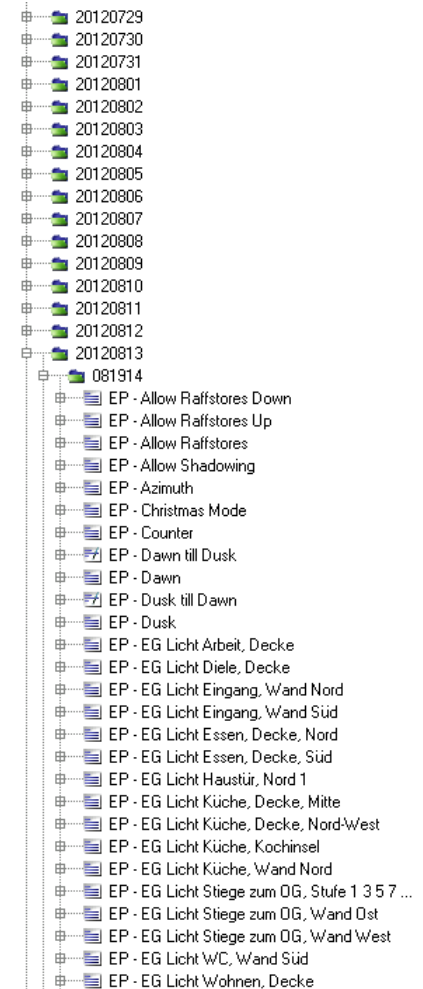 20120729
20120730
20120731
20120801
20120802
20120803
20120804
20120805
20120806
20120807
20120808
20120809
20120810
20120811
20120812
20120813
081914
EP - Allow Raffstores Down
EP - Allow Raffstores Up
EP - Allow Raffstores
EP - Allow Shadowing
EP - Azimuth
EP - Christmas Mode
EP - Counter
EP - Dawn till Dusk
EP - Dawn
EP - Dusk till Dawn
EP - Dusk
EP - EG Licht Arbeit, Decke
EP - EG Licht Diele, Decke
EP - EG Licht Eingang, Wand Nord
EP - EG Licht Eingang, Wand Süd
EP - EG Licht Essen, Decke, Nord
EP - EG Licht Essen, Decke, Süd
EP - EG Licht Haustür, Nord 1
EP - EG Licht Küche, Decke, Mitte
EP - EG Licht Küche, Decke, Nord-West
EP - EG Licht Küche, Kochinsel
EP - EG Licht Küche, Wand Nord
EP - EG Licht Stiege zum OG, Stufe 1 3 5 7 ...
EP - EG Licht Stiege zum OG, Wand Ost
EP - EG Licht Stiege zum OG, Wand West
EP - EG Licht WC, Wand Süd
EP - EG Licht Wohnen, Decke